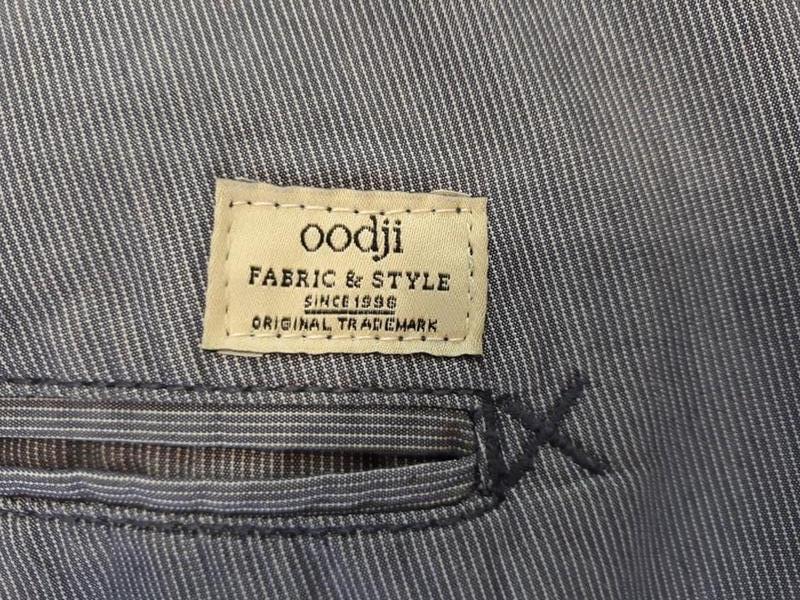 oodji
FABRIC & STYLE
SINCE 1998
ORIGINAL TRADEMARK